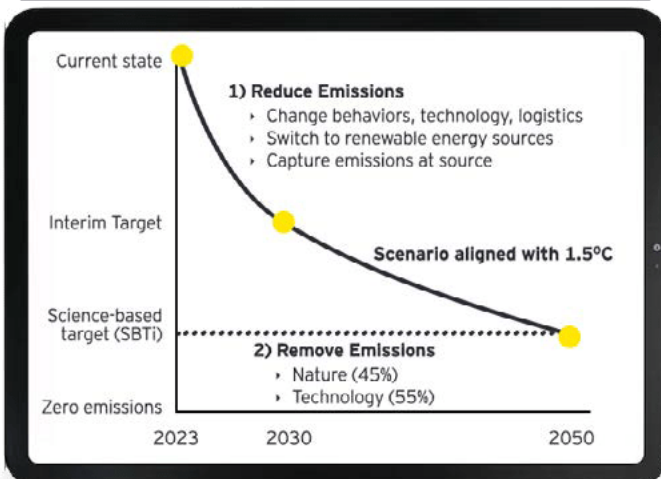 Current state
1) Reduce Emissions
‣ Change behaviors, technology, logistics
‣ Switch to renewable energy sources
‣ Capture emissions at source
Interim Target
Scenario aligned with 1.5ºC
Science-based
target (SBTi)
2) Remove Emissions
‣ Nature (45%)
‣ Technology (55%)
Zero emissions
2023
2030
2050